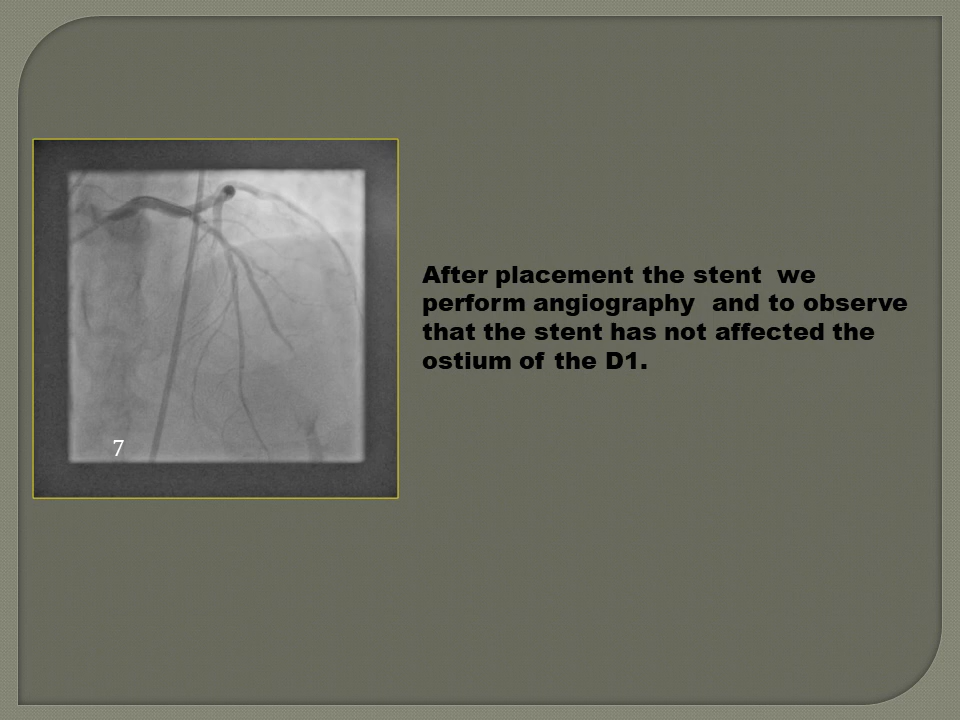 7
After placement the stent  we
perform angiography  and to observe
that the stent has not affected the
ostium of the D1.